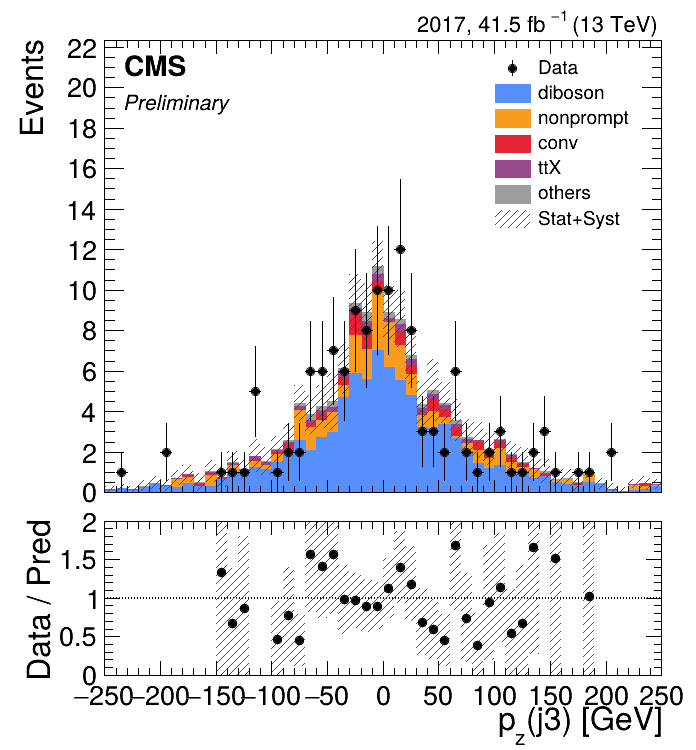 2017, 41.5 fb⁻¹ (13 TeV)
CMS
Preliminary
Events
22
20
18
16
14
12
10
8
6
4
2
0
Data
diboson
nonprompt
conv
ttX
others
Stat+Syst
Data / Pred
2
1.5
1
0.5
0
−250 −200 −150 −100 −50 0 50 100 150 200 250
p_z(j3) [GeV]